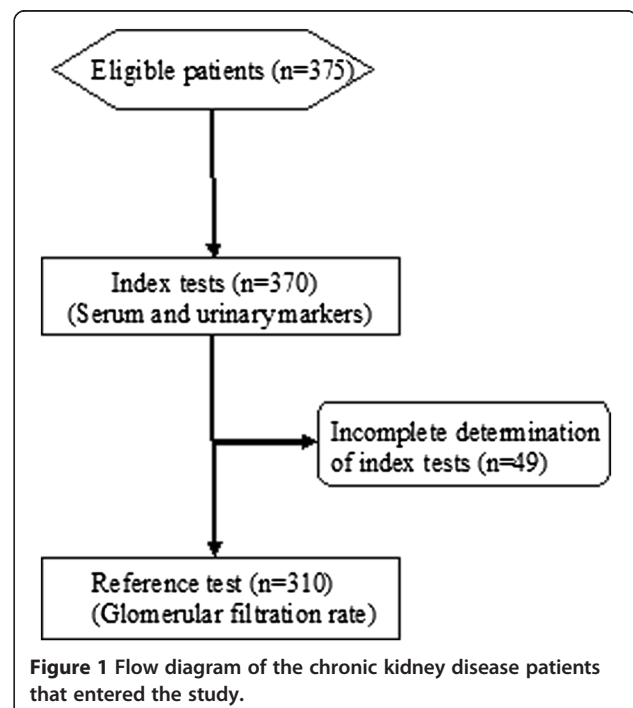 Eligible patients (n=375)
Index tests (n=370)
(Serum and urinary markers)
Incomplete determination
of index tests (n=49)
Reference test (n=310)
(Glomerular filtration rate)
Figure 1 Flow diagram of the chronic kidney disease patients
that entered the study.